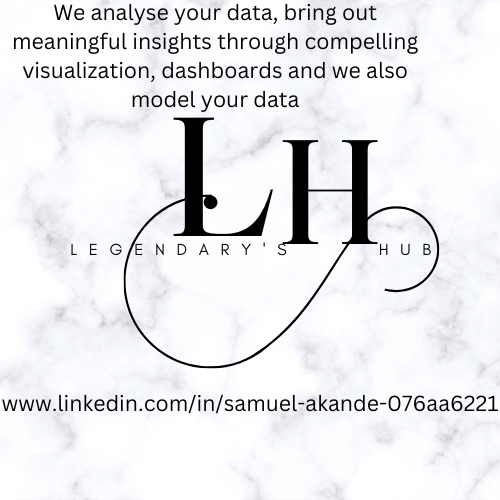 We analyse your data, bring out
meaningful insights through compelling
visualization, dashboards and we also
model your data
LH
LEGENDARY'S HUB
www.linkedin.com/in/samuel-akande-076aa6221